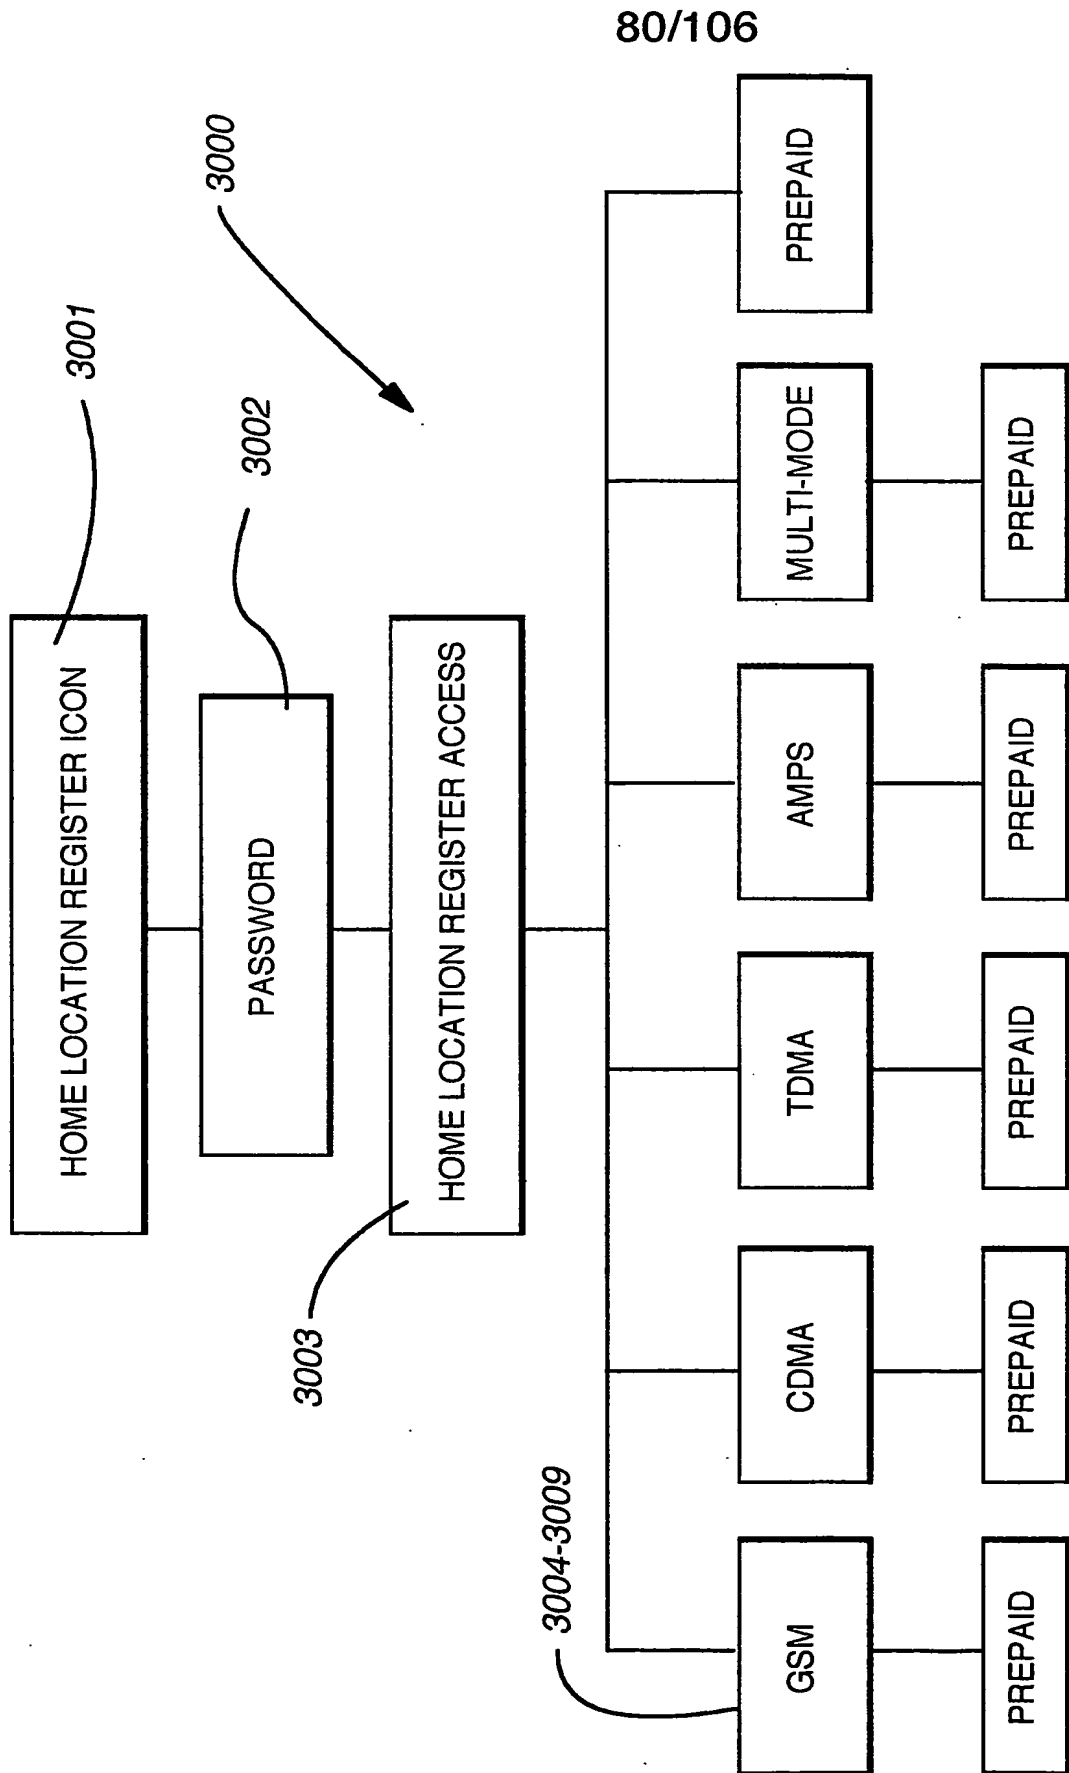 80/106
3000
HOME LOCATION REGISTER ICON
3001
PASSWORD
3002
HOME LOCATION REGISTER ACCESS
3003
3004-3009
GSM
CDMA
TDMA
AMPS
MULTI-MODE
PREPAID
PREPAID
PREPAID
PREPAID
PREPAID
PREPAID